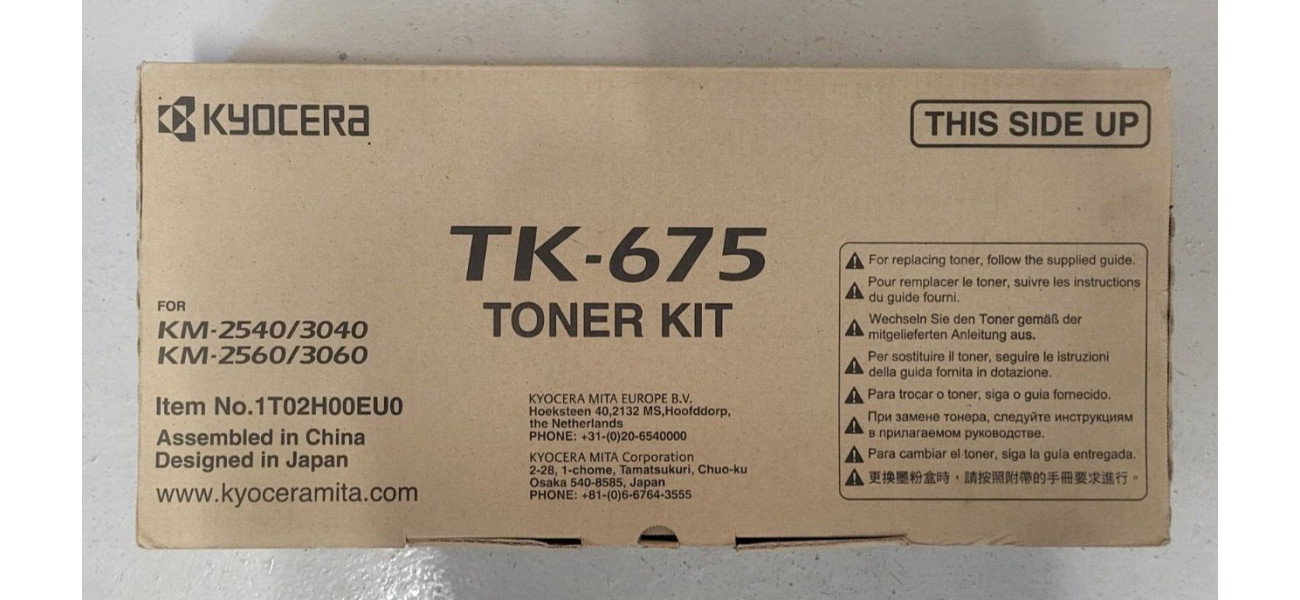 KYOCERA
THIS SIDE UP
TK-675
TONER KIT
FOR
KM-2540/3040
KM-2560/3060
Item No.1T02H00EU0
Assembled in China
Designed in Japan
www.kyoceramita.com
KYOCERA MITA EUROPE B.V.
Hoeksteen 40,2132 MS,Hoofddorp,
the Netherlands
PHONE: +31-(0)20-6540000
KYOCERA MITA Corporation
2-28, 1-chome, Tamatsukuri, Chuo-ku
Osaka 540-8585, Japan
PHONE: +81-(0)6-6764-3555
For replacing toner, follow the supplied guide.
Pour remplacer le toner, suivre les instructions
du guide fourni.
Wechseln Sie den Toner gemäß der
mitgelieferten Anleitung aus.
Per sostituire il toner, seguire le istruzioni
della guida fornita in dotazione.
Para trocar o toner, siga o guia fornecido.
При замене тонера, следуйте инструкциям
в прилагаемом руководстве.
Para cambiar el toner, siga la guía entregada.
更換墨粉盒時，請按照附帶的手冊要求進行。